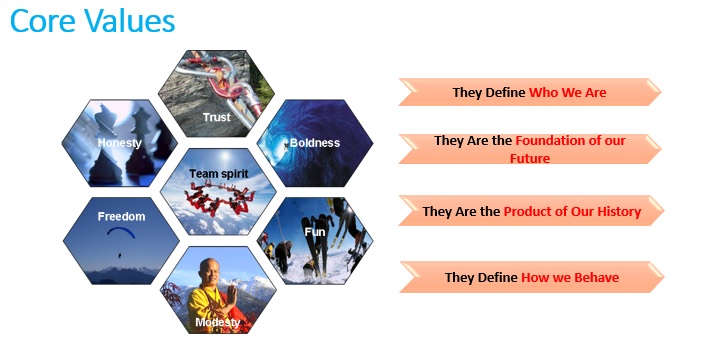 Core Values
Trust
Honesty
Boldness
Team spirit
Freedom
Fun
Modesty
They Define Who We Are
They Are the Foundation of our
Future
They Are the Product of Our History
They Define How we Behave